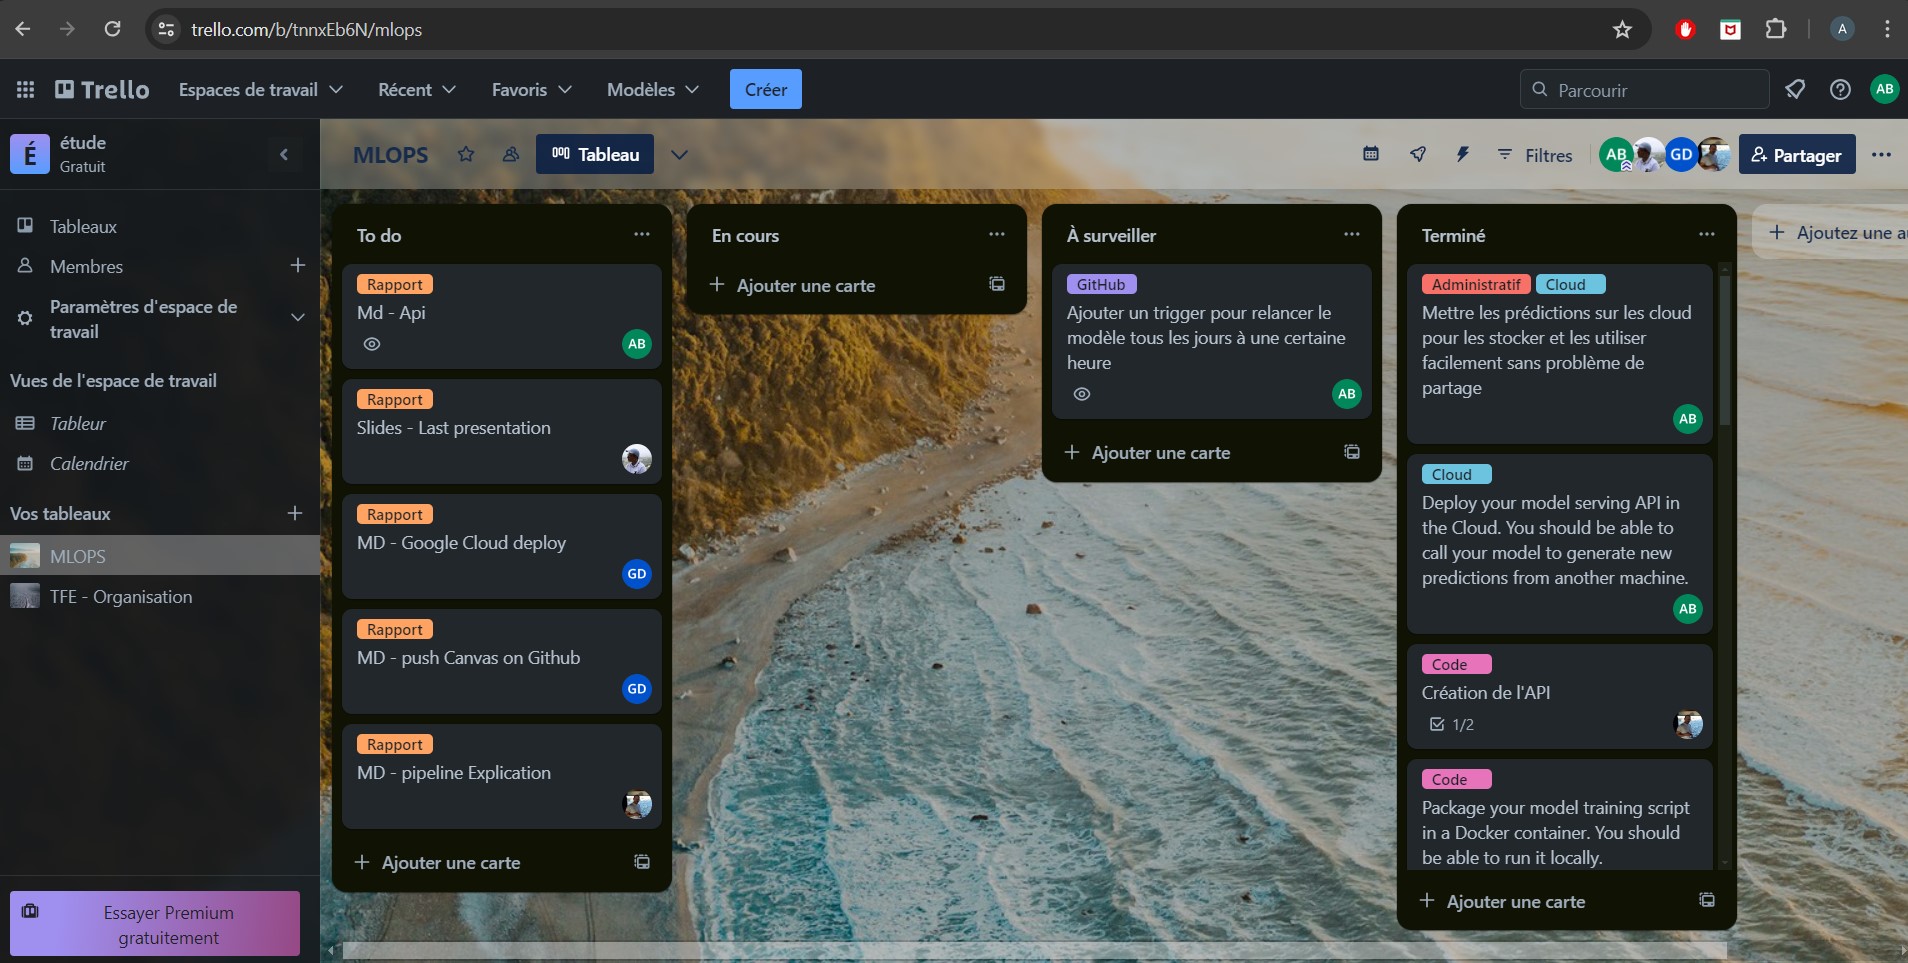 trello.com/b/tnnxEb6N/mlops
A
Trello
Espaces de travail
Récent
Favoris
Modèles
Créer
Parcourir
AB
É
étude
Gratuit
MLOPS
Tableau
Filtres
AB
GD
Partager
Tableaux
Membres
Paramètres d'espace de
travail
Vues de l'espace de travail
Tableur
Calendrier
Vos tableaux
MLOPS
TFE - Organisation
Essayer Premium
gratuitement
To do
Rapport
Md - Api
AB
Rapport
Slides - Last presentation
Rapport
MD - Google Cloud deploy
GD
Rapport
MD - push Canvas on Github
GD
Rapport
MD - pipeline Explication
Ajouter une carte
En cours
Ajouter une carte
À surveiller
GitHub
Ajouter un trigger pour relancer le
modèle tous les jours à une certaine
heure
AB
Ajouter une carte
Terminé
Administratif Cloud
Mettre les prédictions sur les cloud
pour les stocker et les utiliser
facilement sans problème de
partage
AB
Cloud
Deploy your model serving API in
the Cloud. You should be able to
call your model to generate new
predictions from another machine.
AB
Code
Création de l'API
1/2
Code
Package your model training script
in a Docker container. You should
be able to run it locally.
Ajouter une carte
Ajoutez une au